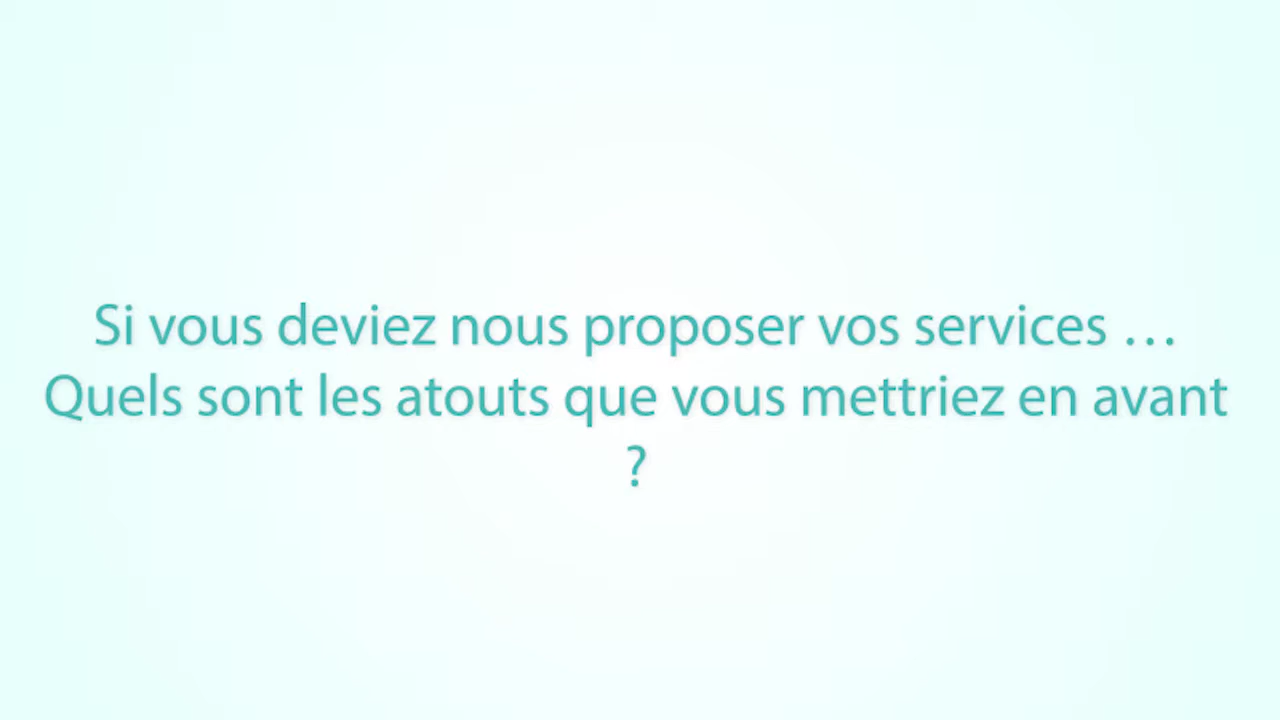 Si vous deviez nous proposer vos services …
Quels sont les atouts que vous mettriez en avant
?